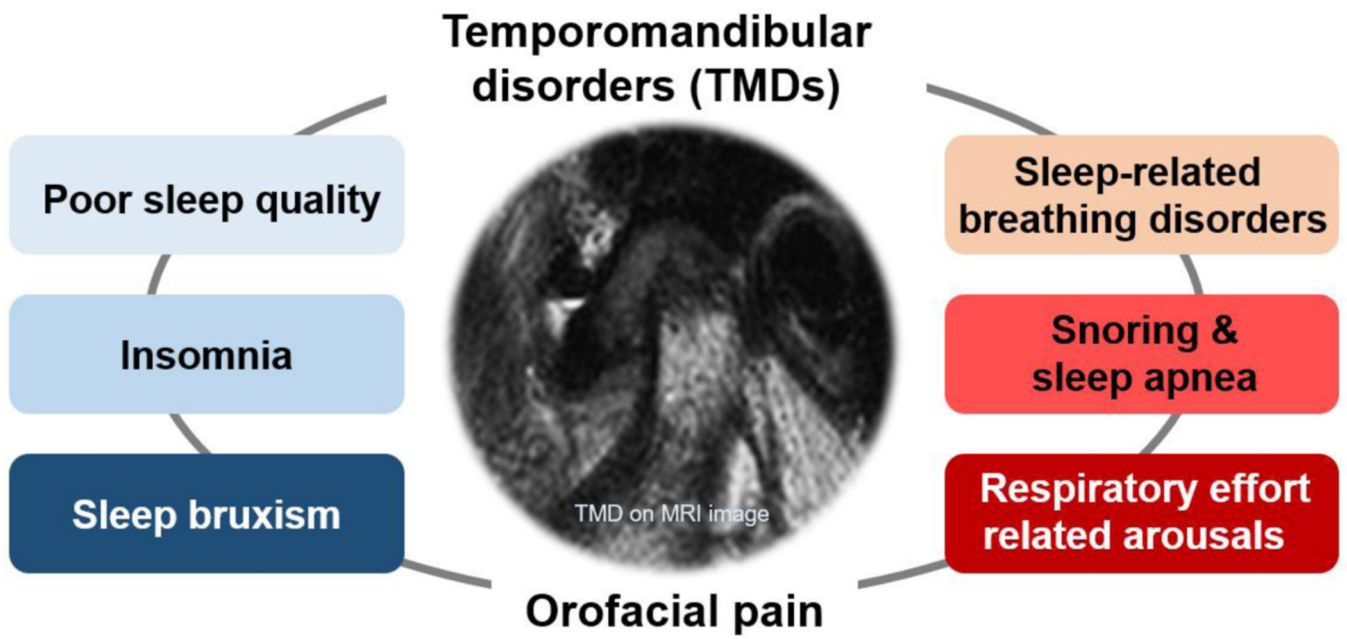 Temporomandibular
disorders (TMDs)
Poor sleep quality
Insomnia
Sleep bruxism
Sleep-related
breathing disorders
Snoring &
sleep apnea
Respiratory effort
related arousals
TMD on MRI image
Orofacial pain